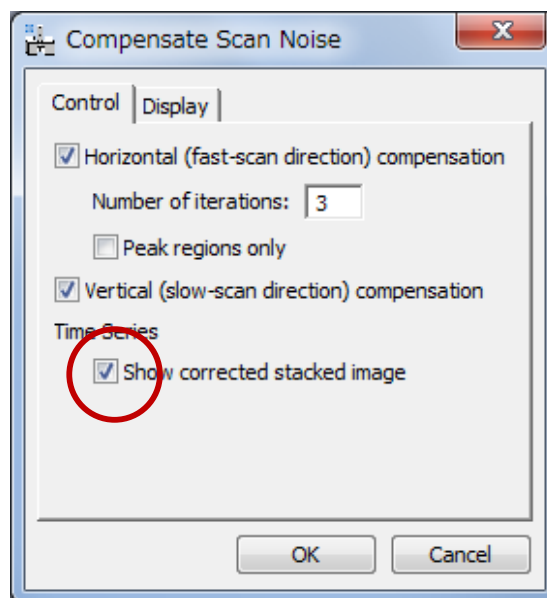 Compensate Scan Noise
Control
Display
Horizontal (fast-scan direction) compensation
Number of iterations: 3
Peak regions only
Vertical (slow-scan direction) compensation
Time Series
Show corrected stacked image
OK
Cancel